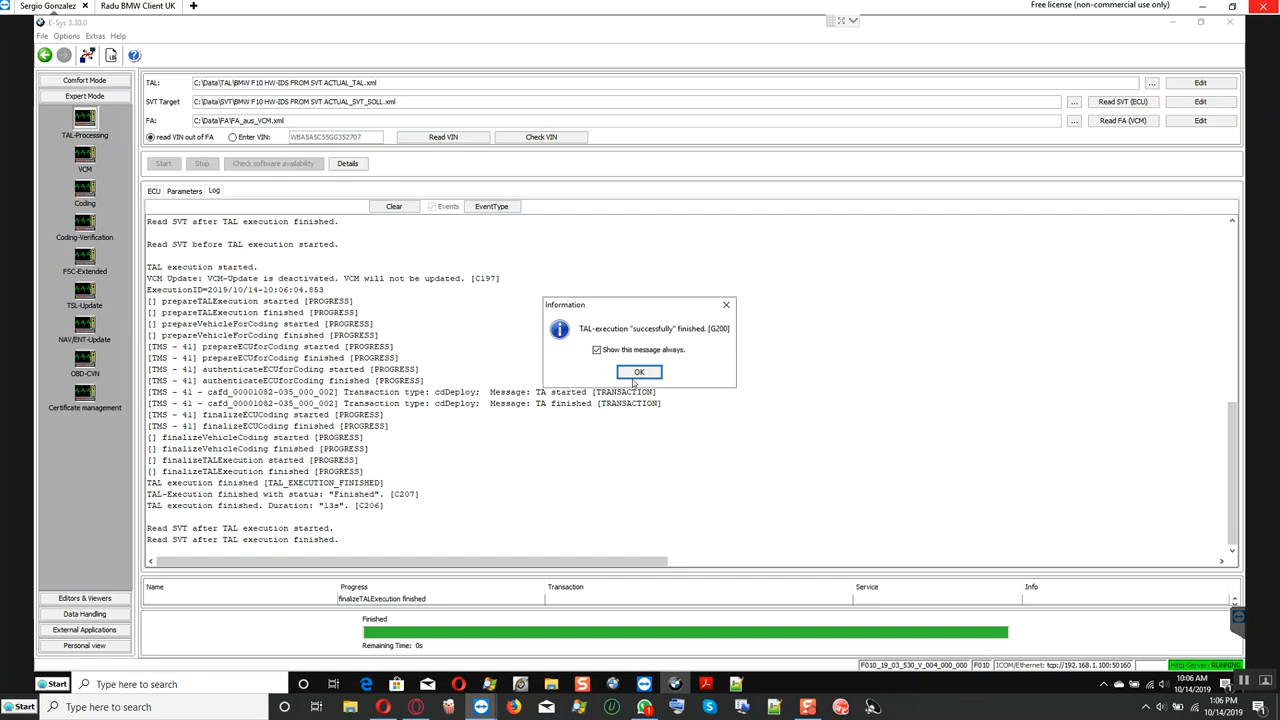 Sergio Gonzalez × Radu BMW Client UK + Free license (non-commercial use only)
E-Sys 3.30.0
File Options Extras Help
Comfort Mode
Expert Mode
TAL-Processing
VCM
Coding
Coding-Verification
FSC-Extended
TSL-Update
NAV/ENT-Update
OBD-CVN
Certificate management
Editors & Viewers
Data Handling
External Applications
Personal view
TAL: C:\Data\TAL\BMW F10 HW-IDS FROM SVT ACTUAL_TAL.xml ... Edit
SVT Target C:\Data\SVT\BMW F10 HW-IDS FROM SVT ACTUAL_SVT_SOLL.xml ... Read SVT (ECU) Edit
FA: C:\Data\FA\FA_aus_VCM.xml ... Read FA (VCM) Edit
read VIN out of FA Enter VIN: WBA5A5C55GG352707 Read VIN Check VIN
Start Stop Check software availability Details
ECU Parameters Log
Clear Events EventType
Read SVT after TAL execution finished.
Read SVT before TAL execution started.
TAL execution started.
VCM Update: VCM-Update is deactivated. VCM will not be updated. [C197]
ExecutionID=2019/10/14-10:06:04.853
[] prepareTALExecution started [PROGRESS]
[] prepareTALExecution finished [PROGRESS]
[] prepareVehicleForCoding started [PROGRESS]
[] prepareVehicleForCoding finished [PROGRESS]
[TMS - 41] prepareECUforCoding started [PROGRESS]
[TMS - 41] prepareECUforCoding finished [PROGRESS]
[TMS - 41] authenticateECUforCoding started [PROGRESS]
[TMS - 41] authenticateECUforCoding finished [PROGRESS]
[TMS - 41 - cafd_00001082-035_000_002] Transaction type: cdDeploy; Message: TA started [TRANSACTION]
[TMS - 41 - cafd_00001082-035_000_002] Transaction type: cdDeploy; Message: TA finished [TRANSACTION]
[TMS - 41] finalizeECUCoding started [PROGRESS]
[TMS - 41] finalizeECUCoding finished [PROGRESS]
[] finalizeVehicleCoding started [PROGRESS]
[] finalizeVehicleCoding finished [PROGRESS]
[] finalizeTALExecution started [PROGRESS]
[] finalizeTALExecution finished [PROGRESS]
TAL execution finished [TAL_EXECUTION_FINISHED]
TAL-Execution finished with status: "Finished". [C207]
TAL execution finished. Duration: "13s". [C206]
Read SVT after TAL execution started.
Read SVT after TAL execution finished.
Information
TAL-execution "successfully" finished. [G200]
Show this message always.
OK
Name Progress Transaction Service Info
finalizeTALExecution finished
Finished
Remaining Time: 0s
F010_19_03_530_V_004_000_000 F010 ICOM/Ethernet: tcp://192.168.1.100:50160 Http-Server: RUNNING
Start Type here to search 10:06 AM
10/14/2019
Start Type here to search 1:06 PM
10/14/2019